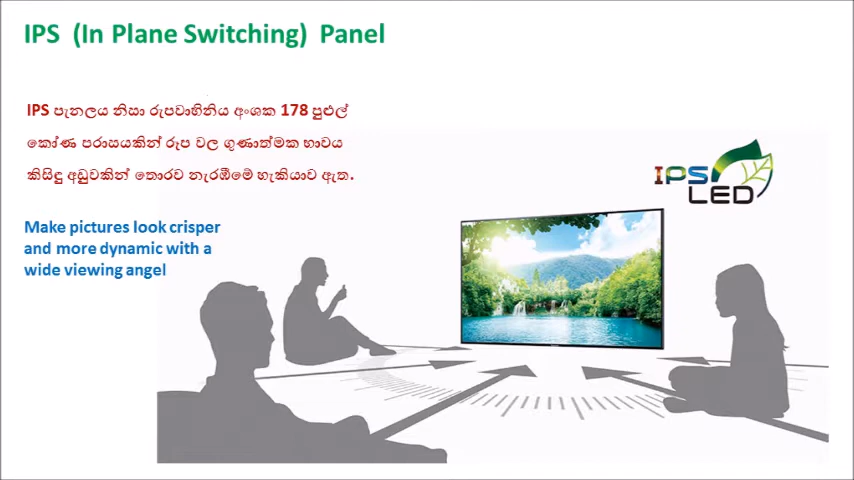 IPS (In Plane Switching) Panel
IPS පැනලය නිසා රුපවාහිනිය අංශක 178 පුළුල්
කෝණ පරාසයකින් රූප වල ගුණාත්මක භාවය
කිසිඳු අඩුවකින් තොරව නැරඹීමේ හැකියාව ඇත.
IPS
LED
Make pictures look crisper
and more dynamic with a
wide viewing angel